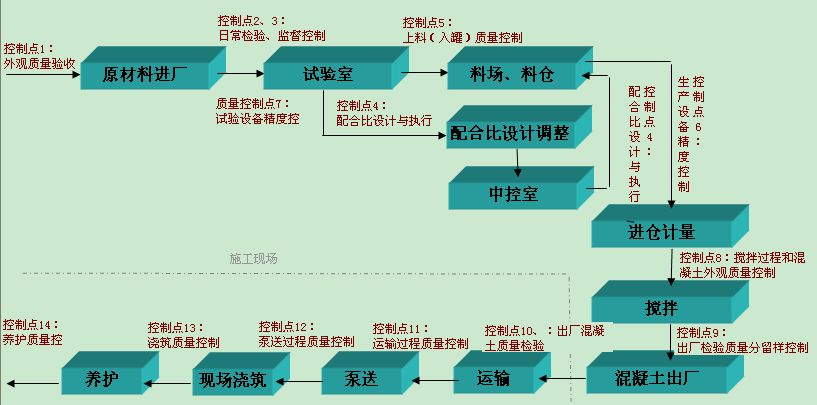 控制点1：
外观质量验收
原材料进厂
控制点2、3：
日常检验、监督控制
试验室
控制点5：
上料（入罐）质量控制
料场、料仓
质量控制点7：
试验设备精度控
控制点4：
配合比设计与执行
配合比设计调整
中控室
控制点4：
配合比设计与执行
控制点6：
生产设备精度控制
进仓计量
控制点8：搅拌过程和混
凝土外观质量控制
搅拌
控制点9：
出厂检验质量分留样控制
混凝土出厂
施工现场
控制点10、：出厂混凝
土质量检验
运输
控制点11：
运输过程质量控制
泵送
控制点12：
泵送过程质量控制
现场浇筑
控制点13：
浇筑质量控制
养护
控制点14：
养护质量控